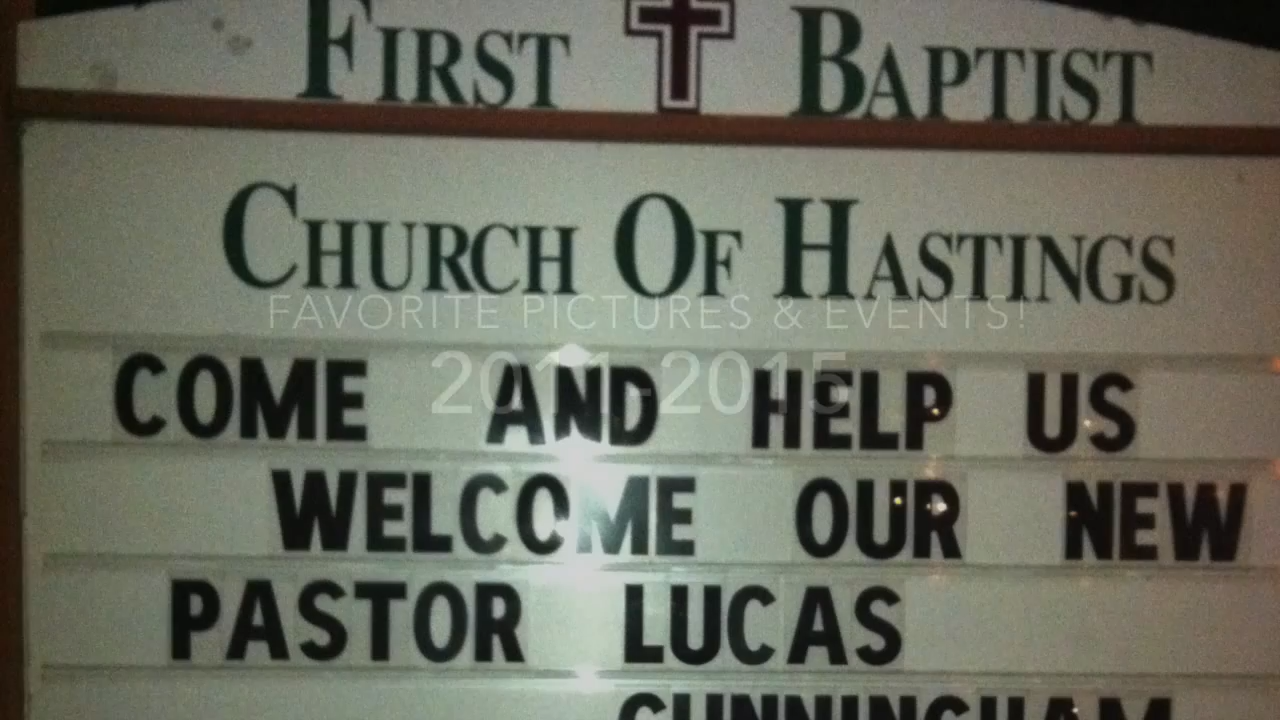 FIRST BAPTIST
CHURCH OF HASTINGS
FAVORITE PICTURES & EVENTS!
2011-2015
COME AND HELP US
WELCOME OUR NEW
PASTOR LUCAS
CUNNINGHAM